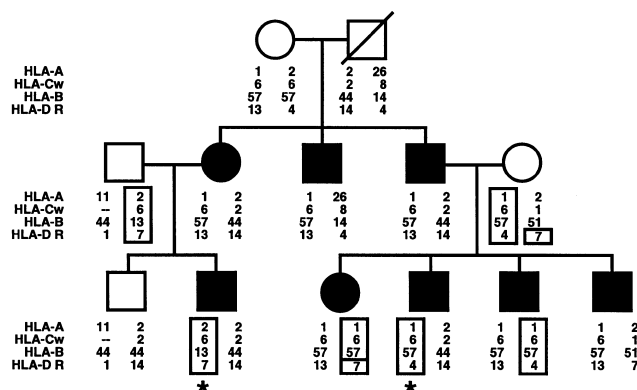 HLA-A 1 2 2 26
HLA-Cw 6 6 2 8
HLA-B 57 57 44 14
HLA-D R 13 4 14 4
HLA-A 11 2 1 2 1 26 1 2 1 2
HLA-Cw -- 6 6 2 6 8 6 2 6 1
HLA-B 44 13 57 44 57 14 57 44 57 51
HLA-D R 1 7 13 14 13 4 13 14 4 7
HLA-A 11 2 2 2 1 1 1 2 1 1 1 2
HLA-Cw -- 2 6 2 6 6 6 2 6 6 6
HLA-B 44 44 13 44 57 57 57 44 57 57 57 51
HLA-D R 1 14 7 14 13 7 4 14 13 4 13 7
* *